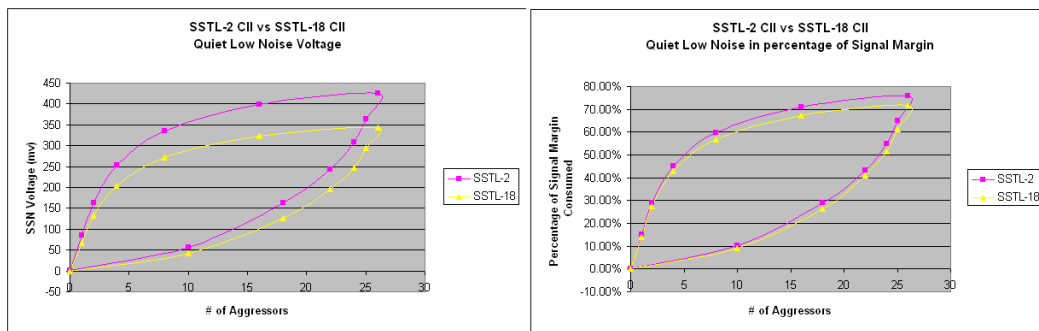 SSTL-2 CII vs SSTL-18 CII
Quiet Low Noise Voltage
SSN Voltage (mv)
450
400
350
300
250
200
150
100
50
0
-50
0
5
10
15
20
25
30
# of Aggressors
SSTL-2
SSTL-18
SSTL-2 CII vs SSTL-18 CII
Quiet Low Noise in percentage of Signal Margin
Percentage of Signal Margin
Consumed
80.00%
70.00%
60.00%
50.00%
40.00%
30.00%
20.00%
10.00%
0.00%
-10.00%
0
5
10
15
20
25
30
# of Aggressors
SSTL-2
SSTL-18